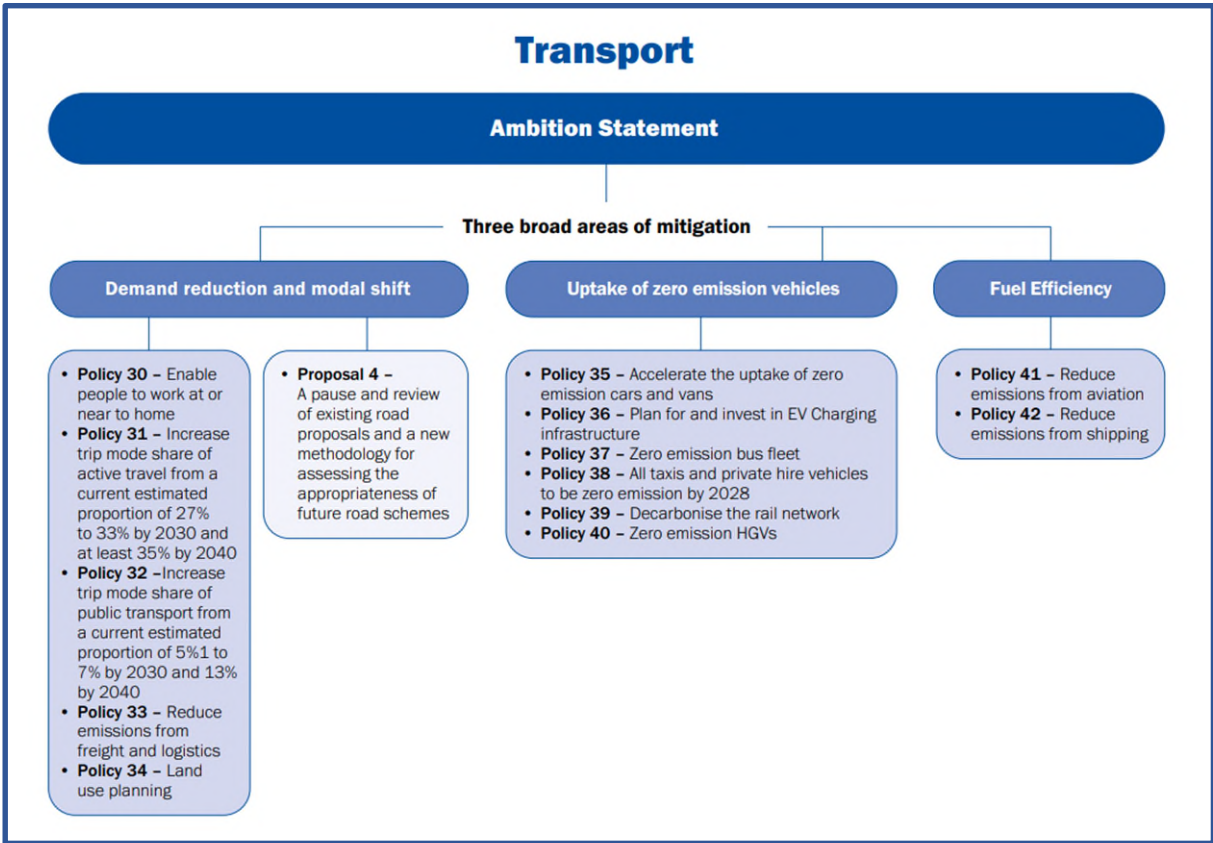 Transport
Ambition Statement
Three broad areas of mitigation
Demand reduction and modal shift
• Policy 30 – Enable
people to work at or
near to home
• Policy 31 – Increase
trip mode share of
active travel from a
current estimated
proportion of 27%
to 33% by 2030 and
at least 35% by 2040
• Policy 32 –Increase
trip mode share of
public transport from
a current estimated
proportion of 5%1 to
7% by 2030 and 13%
by 2040
• Policy 33 – Reduce
emissions from
freight and logistics
• Policy 34 – Land
use planning
• Proposal 4 –
A pause and review
of existing road
proposals and a new
methodology for
assessing the
appropriateness of
future road schemes
Uptake of zero emission vehicles
• Policy 35 – Accelerate the uptake of zero
emission cars and vans
• Policy 36 – Plan for and invest in EV Charging
infrastructure
• Policy 37 – Zero emission bus fleet
• Policy 38 – All taxis and private hire vehicles
to be zero emission by 2028
• Policy 39 – Decarbonise the rail network
• Policy 40 – Zero emission HGVs
Fuel Efficiency
• Policy 41 – Reduce
emissions from aviation
• Policy 42 – Reduce
emissions from shipping